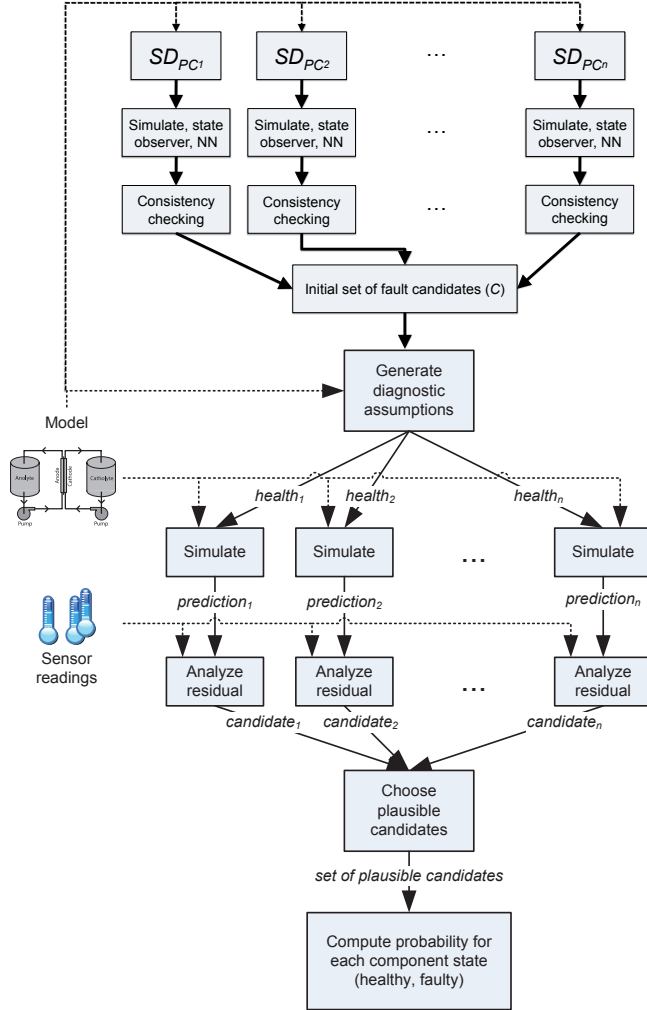 SD_PC1 SD_PC2 ... SD_PCn
Simulate, state
observer, NN
Simulate, state
observer, NN
...
Simulate, state
observer, NN
Consistency
checking
Consistency
checking
...
Consistency
checking
Initial set of fault candidates (C)
Generate
diagnostic
assumptions
Model
Anolyte
Anode
Cathode
Catholyte
Pump
Pump
health1 health2 healthn
Simulate Simulate ... Simulate
prediction1 prediction2 predictionn
Sensor
readings
Analyze
residual
Analyze
residual
...
Analyze
residual
candidate1 candidate2 candidaten
Choose
plausible
candidates
set of plausible candidates
Compute probability for
each component state
(healthy, faulty)